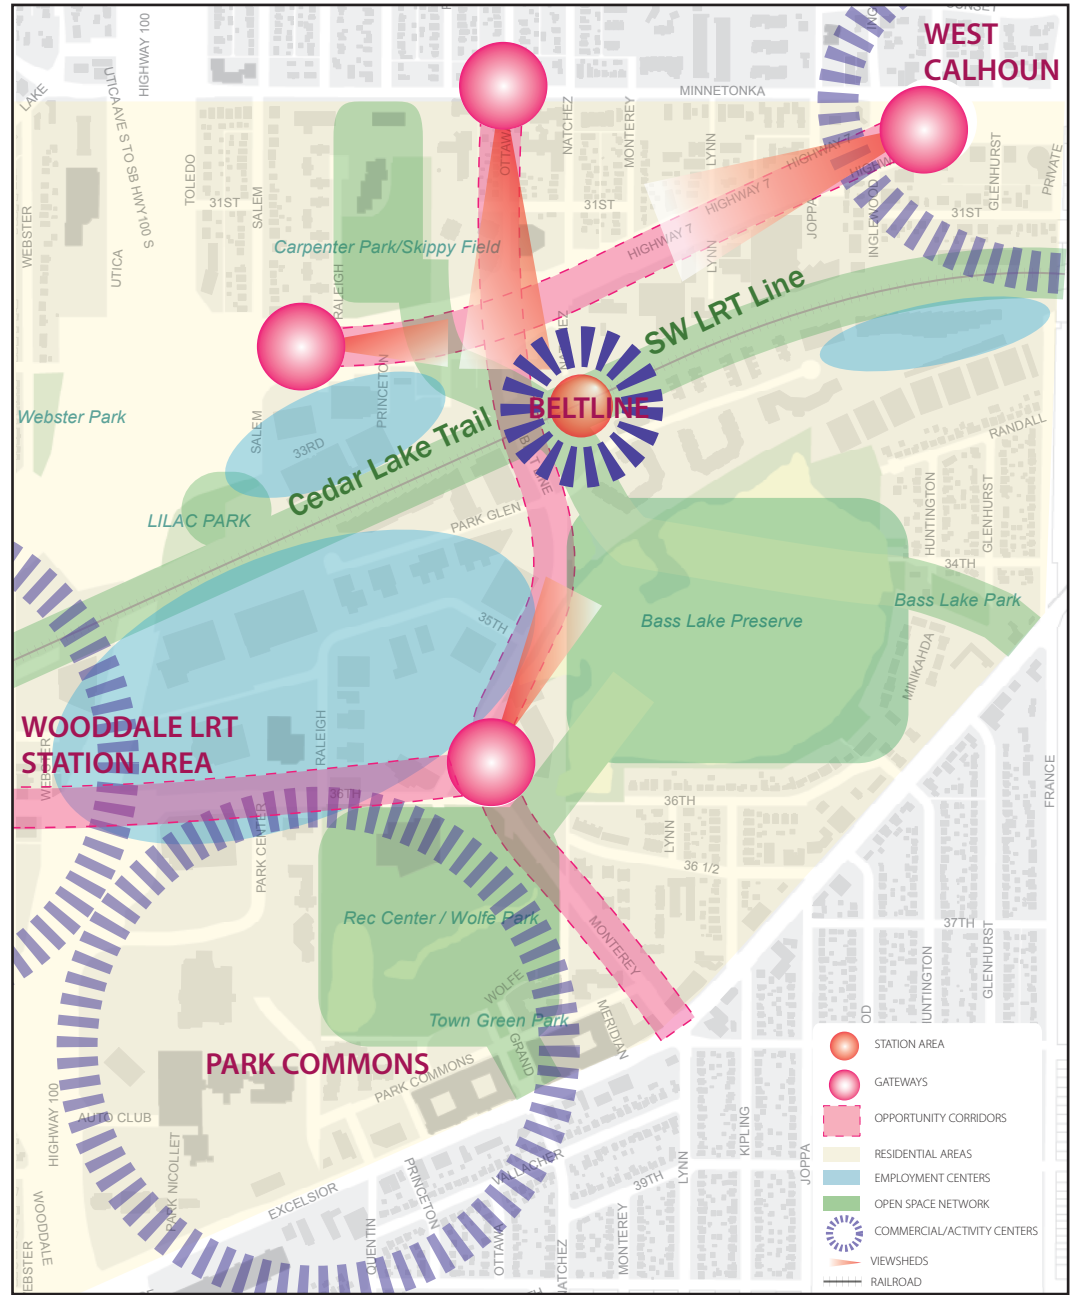 SUNSET
WEST
CALHOUN
HIGHWAY 100
UTICA AVE S TO SB HWY 100 S
LAKE
MINNETONKA
OTTAWA
NATCHEZ
MONTEREY
LYNN
HIGHWAY 7
GLENHURST
PRIVATE
TOLEDO
SALEM
31ST
31ST
31ST
WEBSTER
UTICA
JOPPA
INGLEWOOD
HIGHWAY 7
HIGHWAY 7
LYNN
Carpenter Park/Skippy Field
RALEIGH
SW LRT Line
PRINCETON
BELTLINE
Webster Park
SALEM
33RD
Cedar Lake Trail
BELTLINE
RANDALL
LILAC PARK
PARK GLEN
HUNTINGTON
GLENHURST
34TH
Bass Lake Park
Bass Lake Preserve
35TH
MINIKAHDA
WOODDALE LRT
STATION AREA
WEBSTER
RALEIGH
36TH
36TH
FRANCE
PARK CENTER
LYNN
36 1/2
Rec Center / Wolfe Park
MONTEREY
37TH
HUNTINGTON
GLENHURST
WOLFE
Town Green Park
MERIDIAN
GRAND
PARK COMMONS
PARK COMMONS
HIGHWAY 100
AUTO CLUB
PARK NICOLLET
EXCELSIOR
PRINCETON
VALLACHER
39TH
LYNN
KIPLING
JOPPA
WOODDALE
EBSTER
QUENTIN
OTTAWA
NATCHEZ
MONTEREY
STATION AREA
GATEWAYS
OPPORTUNITY CORRIDORS
RESIDENTIAL AREAS
EMPLOYMENT CENTERS
OPEN SPACE NETWORK
COMMERCIAL/ACTIVITY CENTERS
VIEWSHEDS
RAILROAD